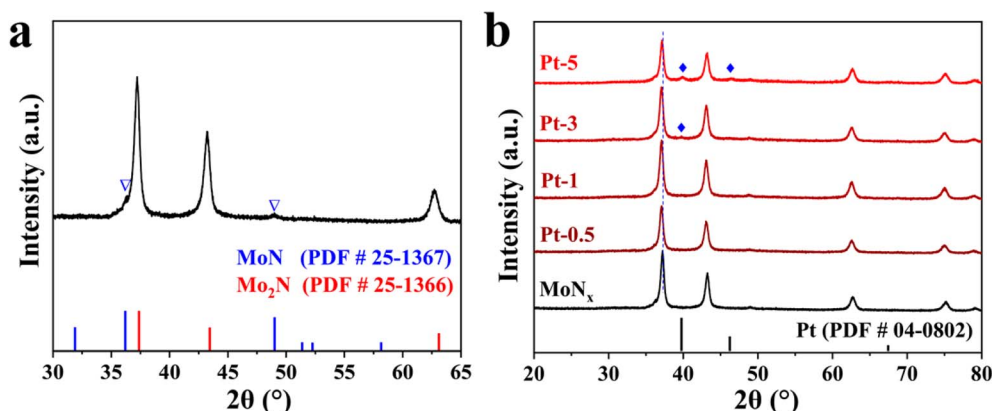 a
Intensity (a.u.)
MoN (PDF # 25-1367)
Mo₂N (PDF # 25-1366)
30 35 40 45 50 55 60 65
2θ (°)
b
Intensity (a.u.)
Pt-5
Pt-3
Pt-1
Pt-0.5
MoNₓ
Pt (PDF # 04-0802)
20 30 40 50 60 70 80
2θ (°)